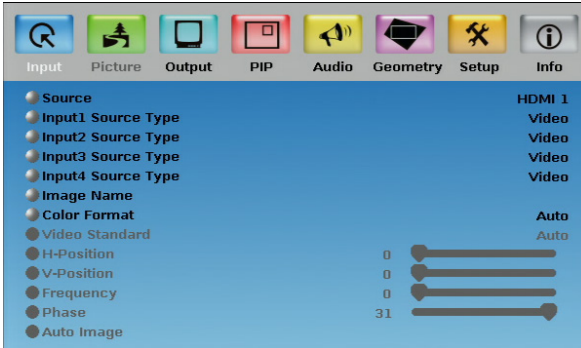 Input Picture Output PIP Audio Geometry Setup Info
Source HDMI 1
Input1 Source Type Video
Input2 Source Type Video
Input3 Source Type Video
Input4 Source Type Video
Image Name
Color Format Auto
Video Standard Auto
H-Position 0
V-Position 0
Frequency 0
Phase 31
Auto Image